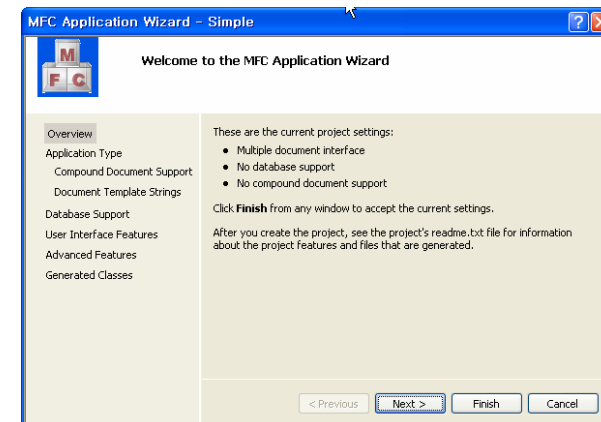 MFC Application Wizard - Simple
?
M
F C
Welcome to the MFC Application Wizard
Overview
Application Type
Compound Document Support
Document Template Strings
Database Support
User Interface Features
Advanced Features
Generated Classes
These are the current project settings:
• Multiple document interface
• No database support
• No compound document support
Click Finish from any window to accept the current settings.
After you create the project, see the project's readme.txt file for information
about the project features and files that are generated.
< Previous Next > Finish Cancel